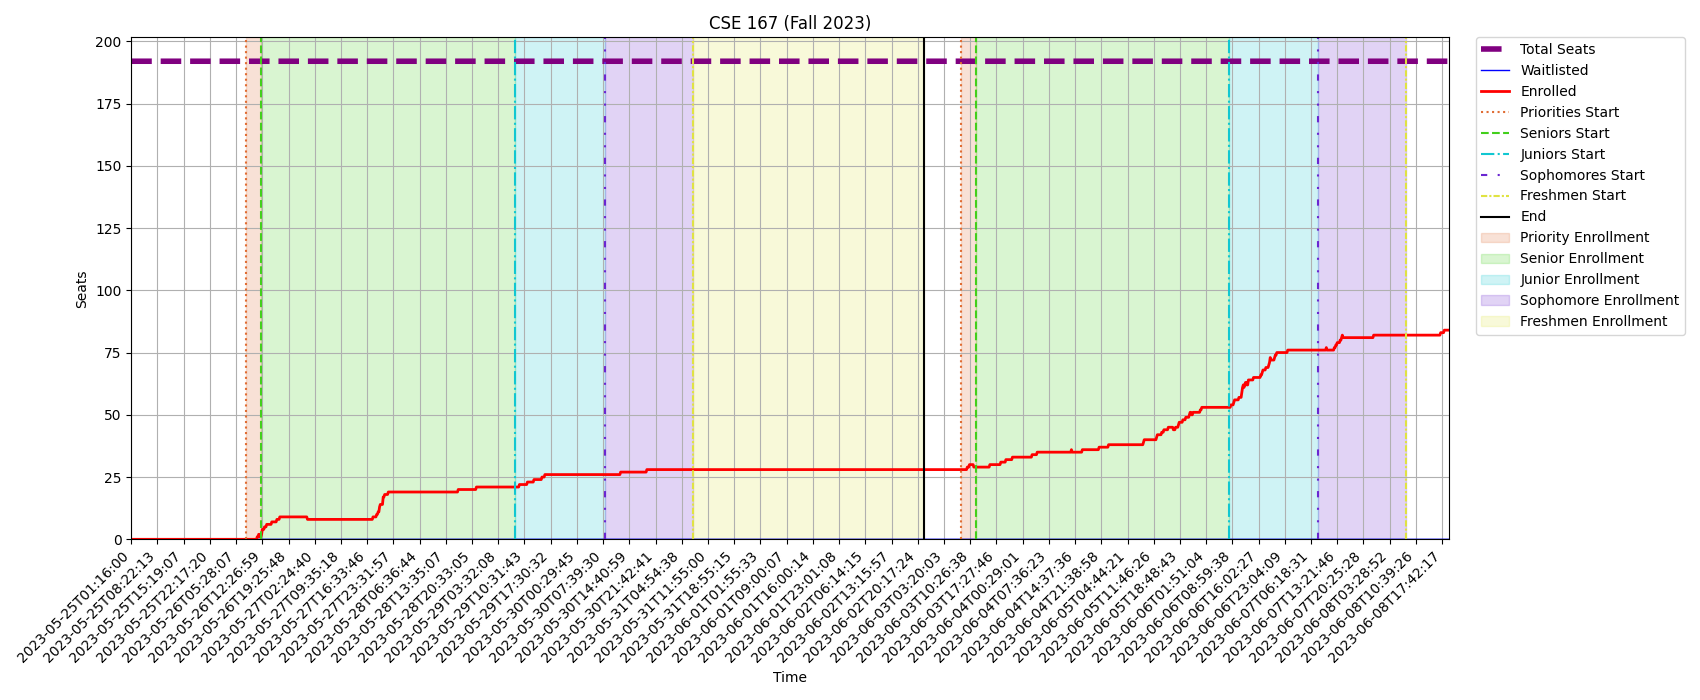 CSE 167 (Fall 2023)
200
175
150
125
100
75
50
25
0
Seats
2023-05-25T01:16:00
2023-05-25T08:22:13
2023-05-25T15:19:07
2023-05-25T22:17:20
2023-05-26T05:28:07
2023-05-26T12:26:59
2023-05-26T19:25:48
2023-05-27T02:24:40
2023-05-27T09:35:18
2023-05-27T16:33:46
2023-05-27T23:31:57
2023-05-28T06:36:44
2023-05-28T13:35:07
2023-05-28T20:33:05
2023-05-29T03:32:08
2023-05-29T10:31:43
2023-05-29T17:30:32
2023-05-30T00:29:45
2023-05-30T07:39:30
2023-05-30T14:40:59
2023-05-30T21:42:41
2023-05-31T04:54:38
2023-05-31T11:55:00
2023-05-31T18:55:15
2023-06-01T01:55:33
2023-06-01T09:00:07
2023-06-01T16:00:14
2023-06-01T23:01:08
2023-06-02T06:14:15
2023-06-02T13:15:57
2023-06-02T20:17:24
2023-06-03T03:20:03
2023-06-03T10:26:38
2023-06-03T17:27:46
2023-06-04T00:29:01
2023-06-04T07:36:23
2023-06-04T14:37:36
2023-06-04T21:38:58
2023-06-05T04:44:21
2023-06-05T11:46:26
2023-06-05T18:48:43
2023-06-06T01:51:04
2023-06-06T08:59:38
2023-06-06T16:02:27
2023-06-06T23:04:09
2023-06-07T06:18:31
2023-06-07T13:21:46
2023-06-07T20:25:28
2023-06-08T03:28:52
2023-06-08T10:39:26
2023-06-08T17:42:17
Time
Total Seats
Waitlisted
Enrolled
Priorities Start
Seniors Start
Juniors Start
Sophomores Start
Freshmen Start
End
Priority Enrollment
Senior Enrollment
Junior Enrollment
Sophomore Enrollment
Freshmen Enrollment